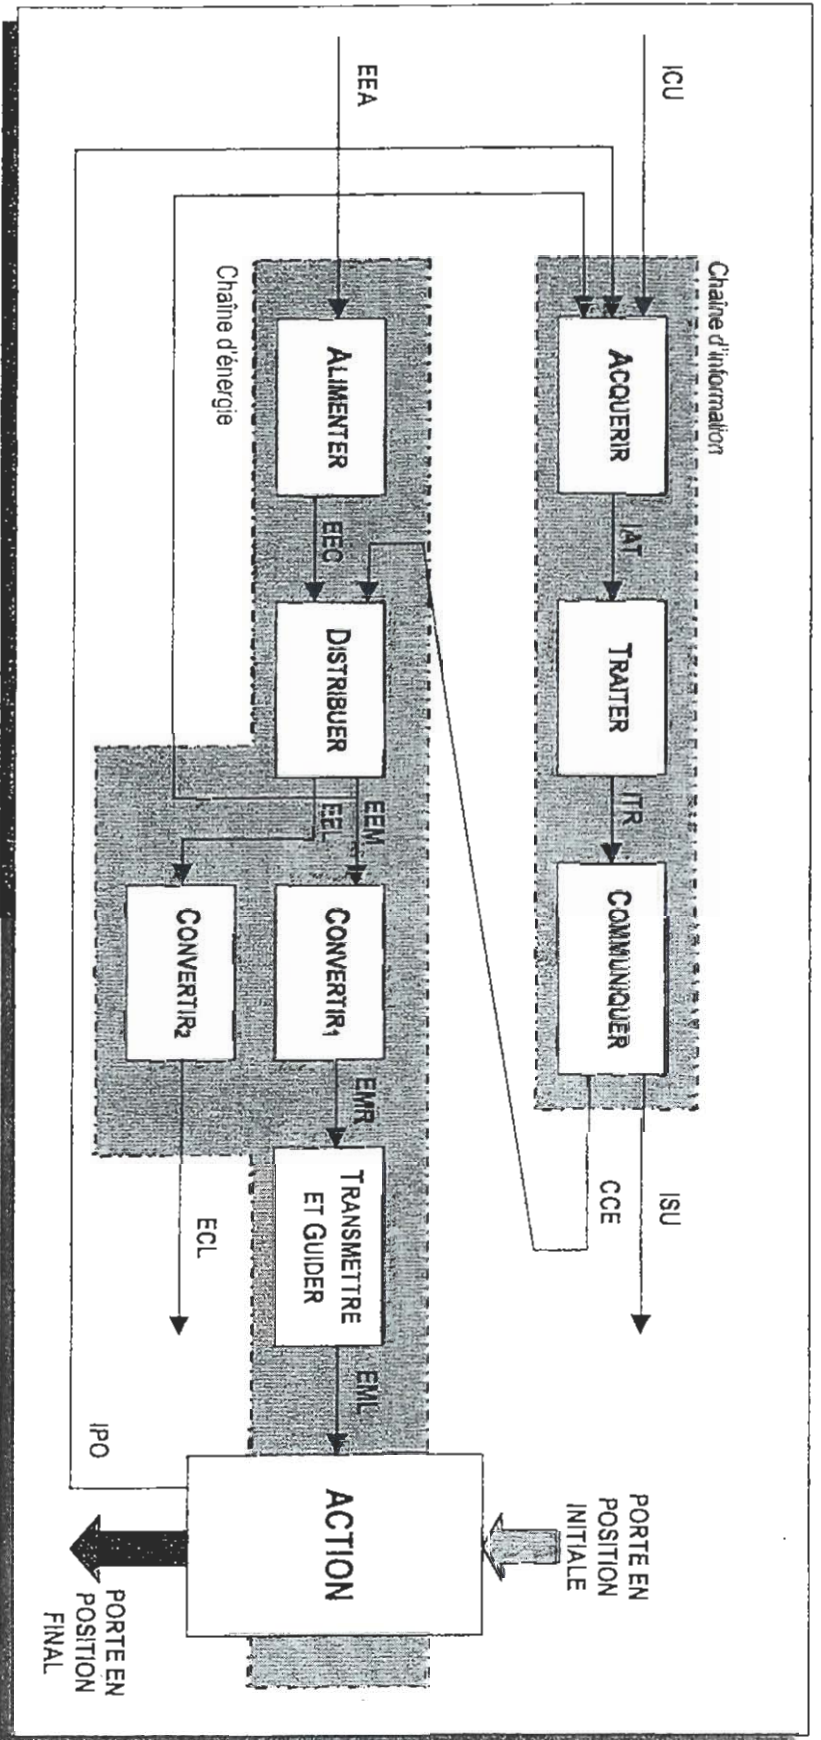 Chaîne d'information
ICU
ACQUERIR
IAT
TRAITER
ITR
COMMUNIQUER
ISU
CCE
PORTE EN
POSITION
INITIALE
EEA
ALIMENTER
EEC
DISTRIBUER
EEM
EEL
CONVERTIR₁
EMR
TRANSMETTRE
ET GUIDER
EML
ACTION
Chaîne d'énergie
CONVERTIR₂
ECL
IPO
PORTE EN
POSITION
FINAL